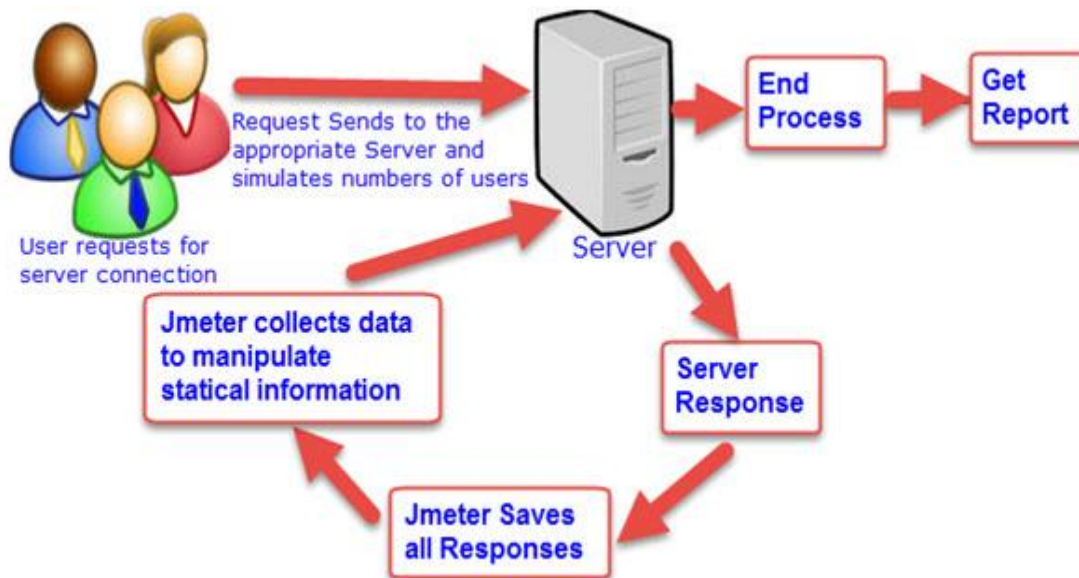 Request Sends to the
appropriate Server and
simulates numbers of users
End
Process
Get
Report
User requests for
server connection
Server
Server
Response
Jmeter Saves
all Responses
Jmeter collects data
to manipulate
statical information